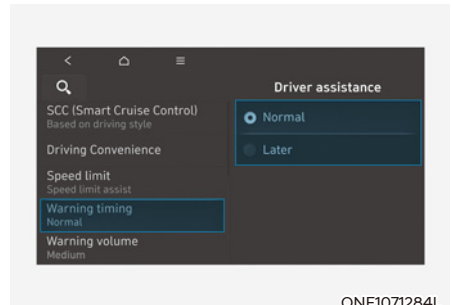 Driver assistance
SCC (Smart Cruise Control)
Based on driving style
Driving Convenience
Speed limit
Speed limit assist
Warning timing
Normal
Warning volume
Medium
Normal
Later
ONE1071284L